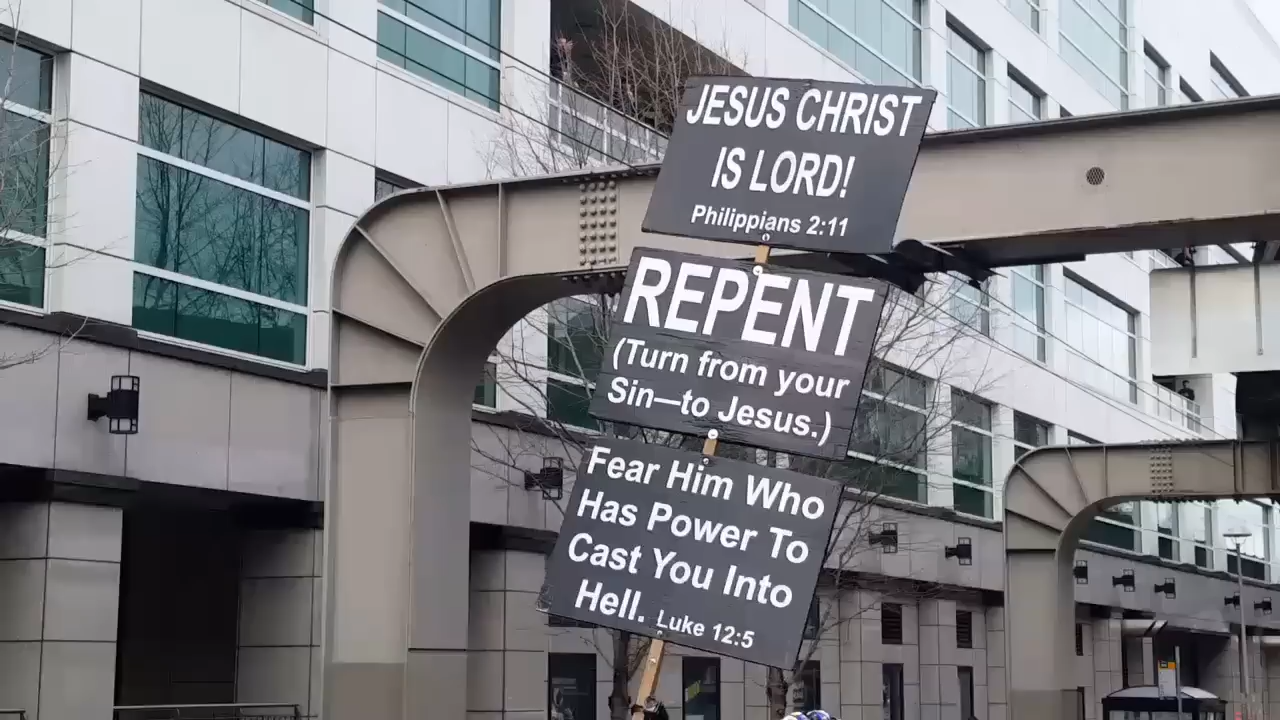 JESUS CHRIST
IS LORD!
Philippians 2:11
REPENT
(Turn from your
Sin—to Jesus.)
Fear Him Who
Has Power To
Cast You Into
Hell. Luke 12:5